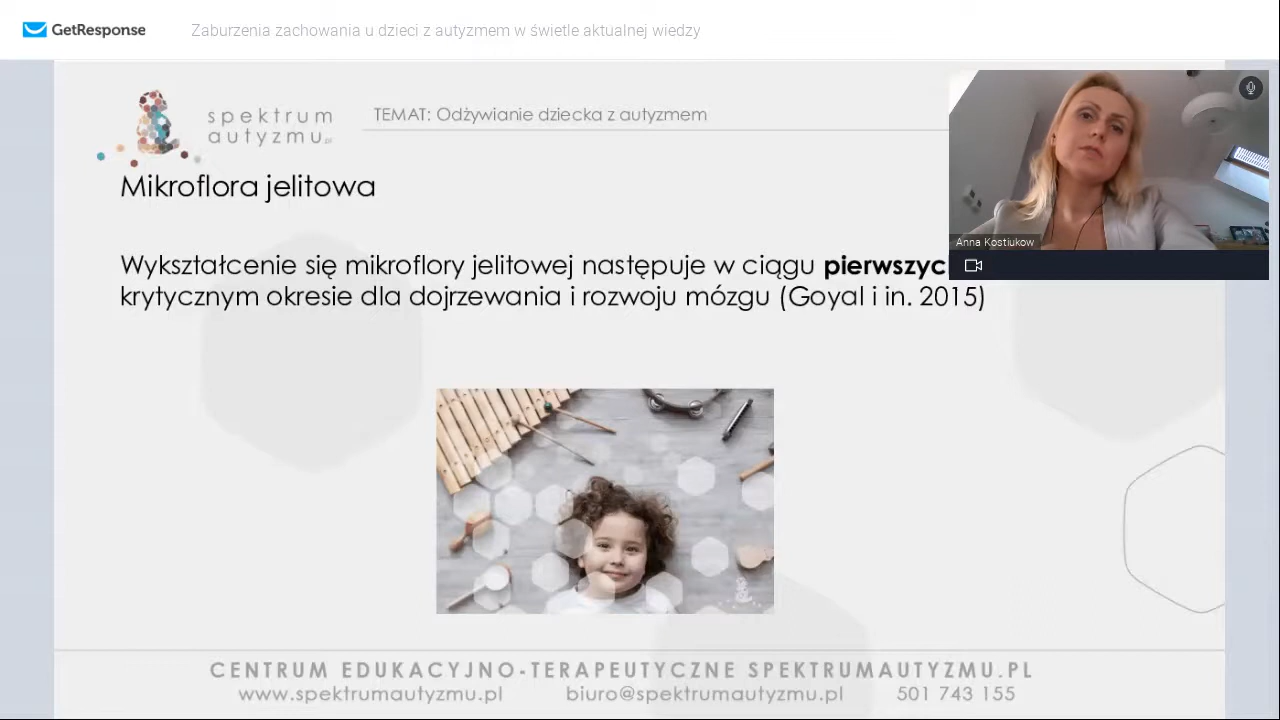 GetResponse
Zaburzenia zachowania u dzieci z autyzmem w świetle aktualnej wiedzy
spektrum
autyzmu.pl
TEMAT: Odżywianie dziecka z autyzmem
Mikroflora jelitowa
Anna Kostiukow
Wykształcenie się mikroflory jelitowej następuje w ciągu
krytycznym okresie dla dojrzewania i rozwoju mózgu (Goyal i in. 2015)
CENTRUM EDUKACYJNO-TERAPEUTYCZNE SPEKTRUMAUTYZMU.PL
www.spektrumautyzmu.pl biuro@spektrumautyzmu.pl 501 743 155